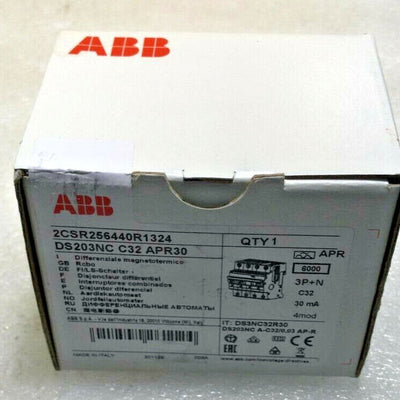 ABB
ABB
2CSR256440R1324
DS203NC C32 APR30
QTY 1
APR
6000
3P+N
C32
30 mA
4mod
I Differenziale magnetotermico
GB Rcbo
DE FI/LS-Schalter
F Disjoncteur différentiel
E Interruptores combinados
P Disjuntor diferencial
NL Aardlekautomaat
NO Jordfeilautomater
RU ДИФФЕРЕНЦИАЛЬНЫЕ АВТОМАТЫ
CN
IT: DS3NC32R30
DS203NC A-C32/0,03 AP-R
ABB S.p.A.
MADE IN ITALY